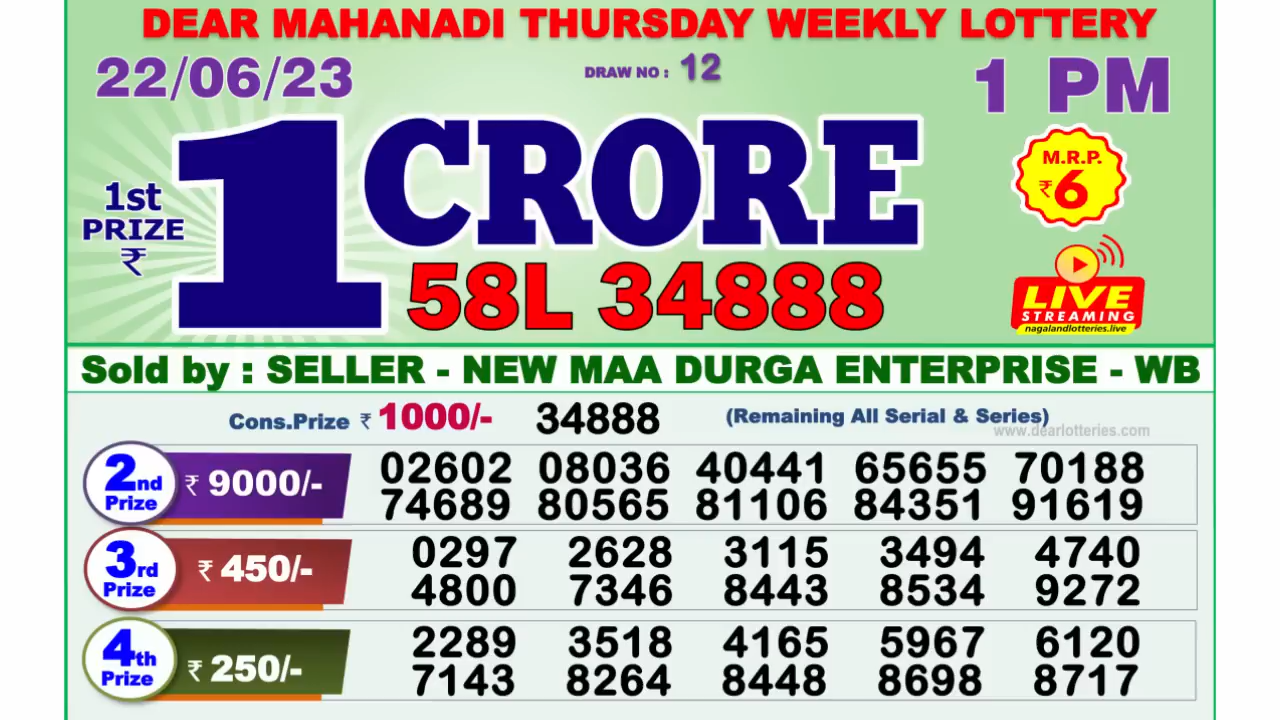 DEAR MAHANADI THURSDAY WEEKLY LOTTERY
22/06/23 DRAW NO : 12 1 PM
1st PRIZE ₹ 1 CRORE
58L 34888
M.R.P. ₹6
LIVE STREAMING
nagalandlotteries.live
Sold by : SELLER - NEW MAA DURGA ENTERPRISE - WB
Cons.Prize ₹ 1000/- 34888 (Remaining All Serial & Series)
www.dearlotteries.com
2nd Prize ₹ 9000/-
02602 08036 40441 65655 70188
74689 80565 81106 84351 91619
3rd Prize ₹ 450/-
0297 2628 3115 3494 4740
4800 7346 8443 8534 9272
4th Prize ₹ 250/-
2289 3518 4165 5967 6120
7143 8264 8448 8698 8717